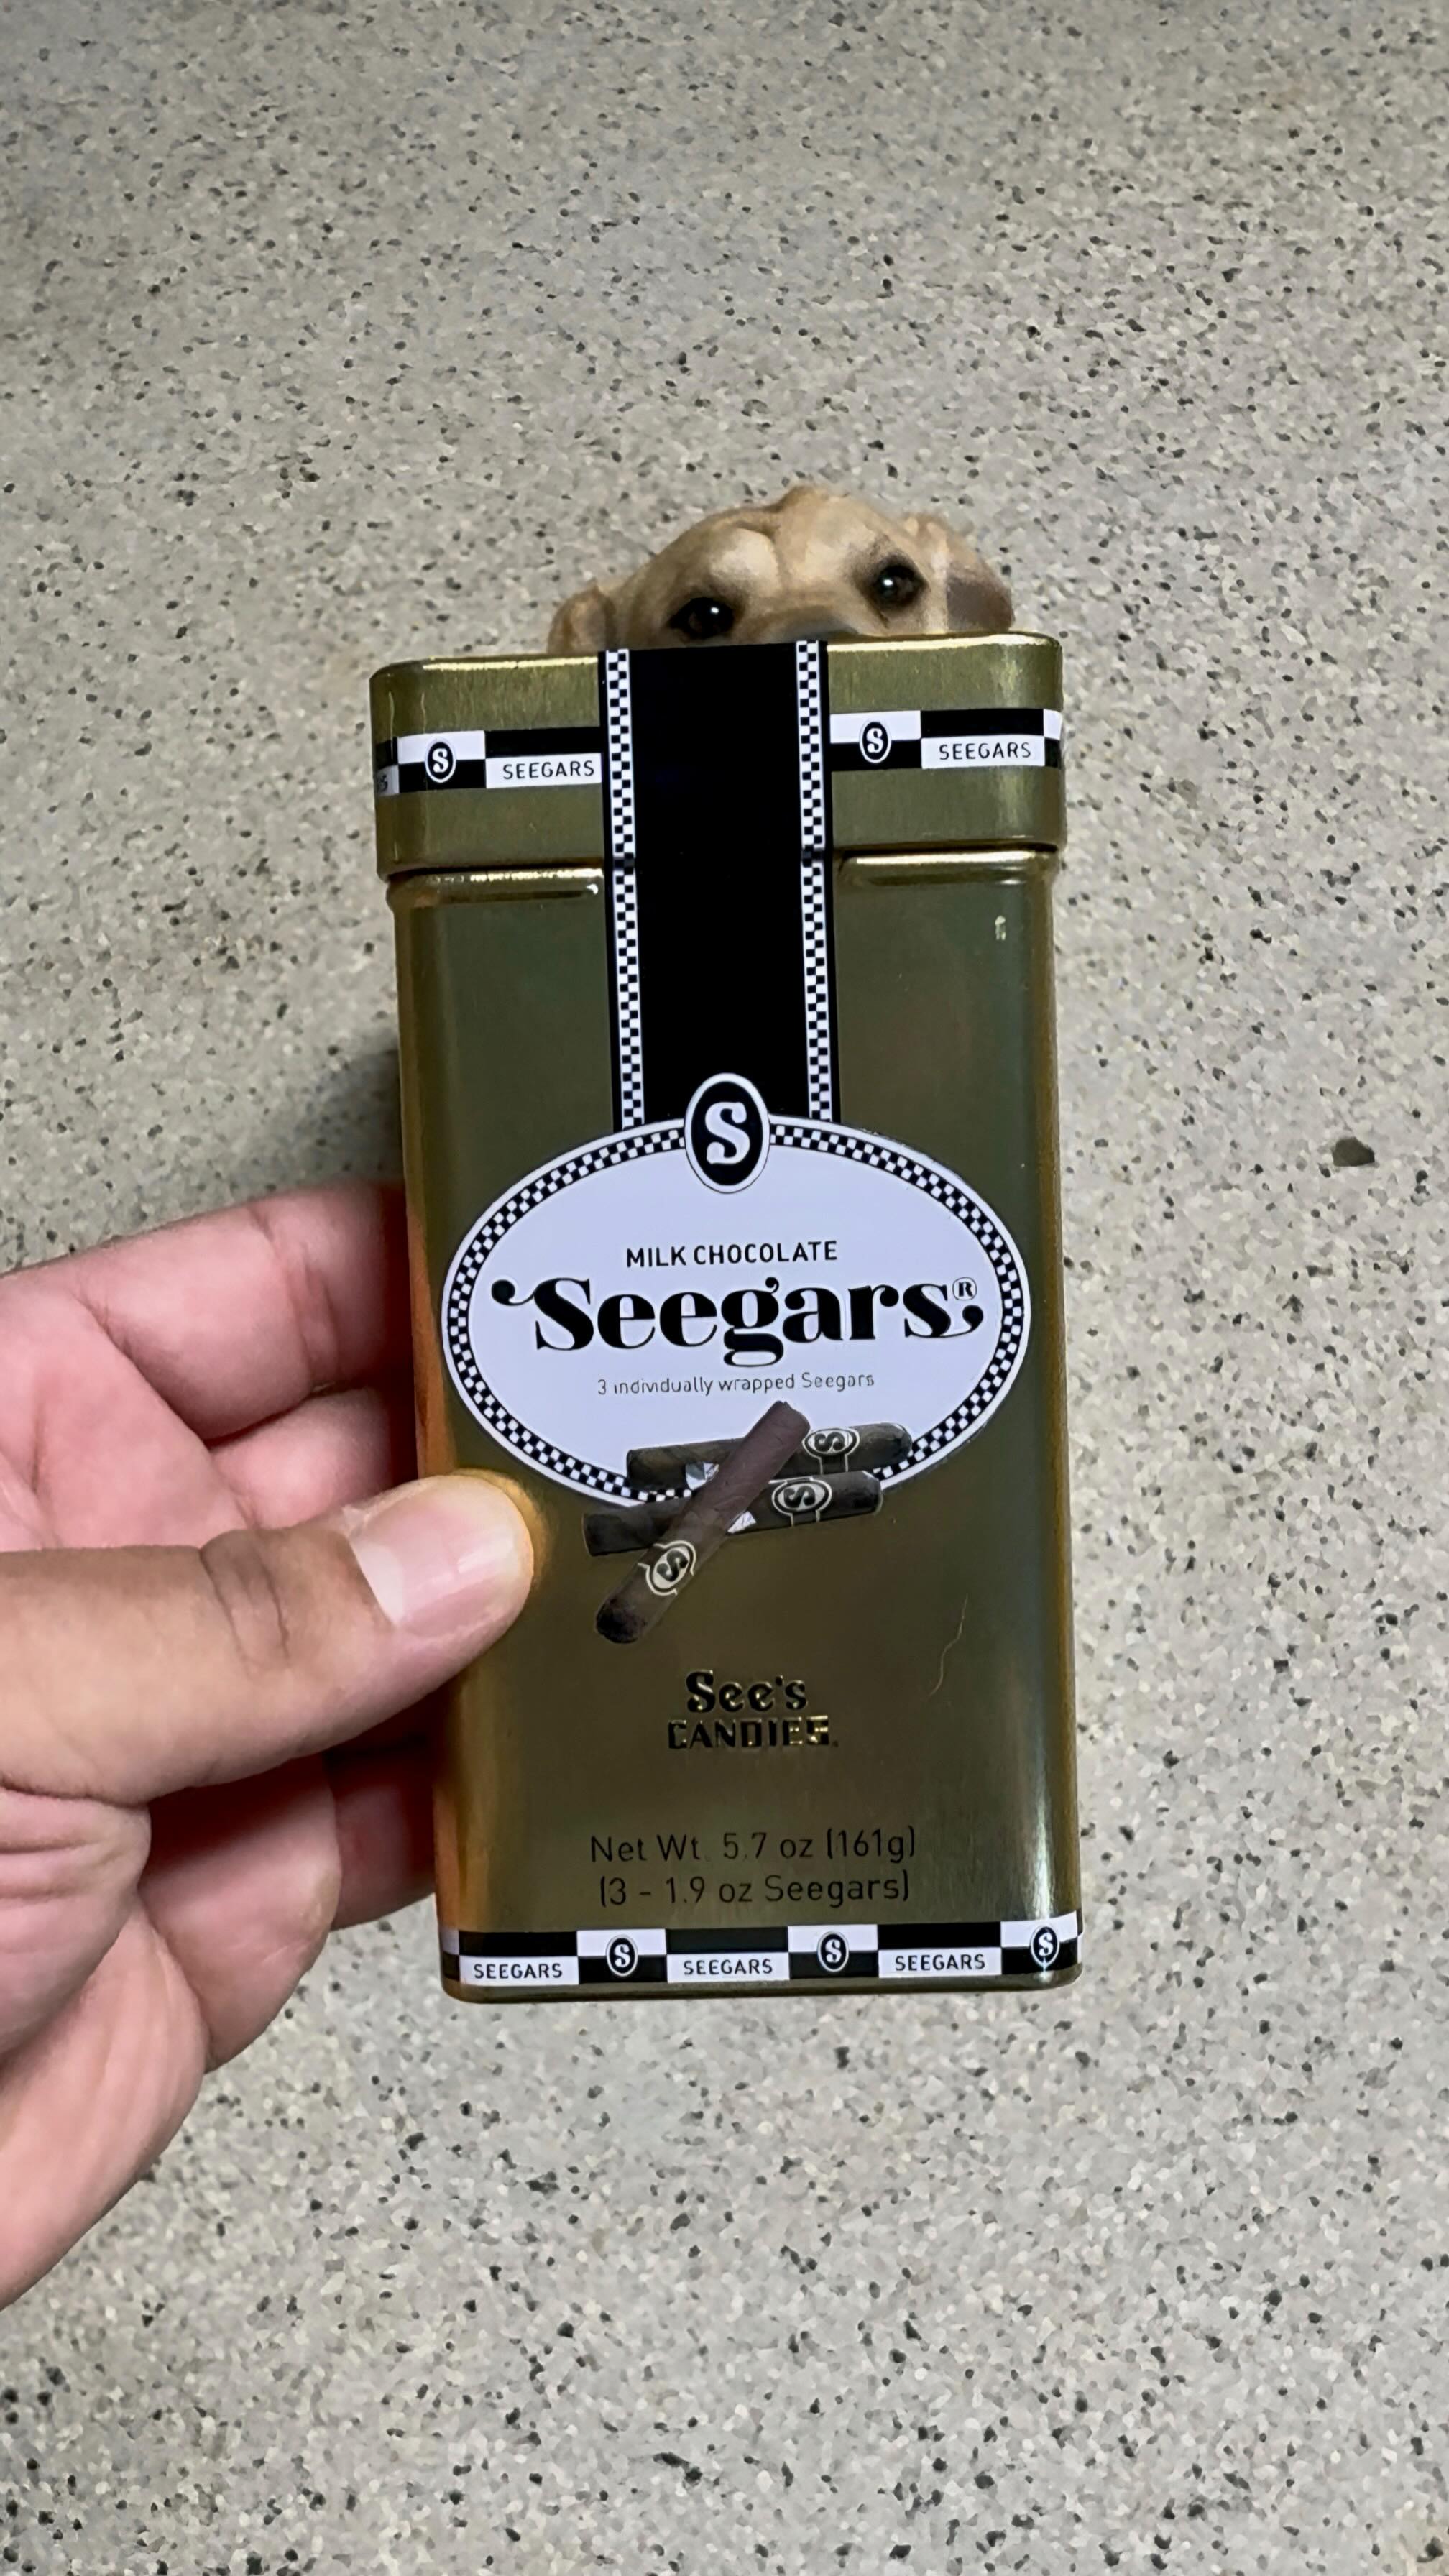 S SEEGARS S SEEGARS
S
MILK CHOCOLATE
Seegars®
3 individually wrapped Seegars
S
S
S
See's
CANDIES
Net Wt. 5.7 oz (161g)
(3 - 1.9 oz Seegars)
SEEGARS S SEEGARS S SEEGARS S